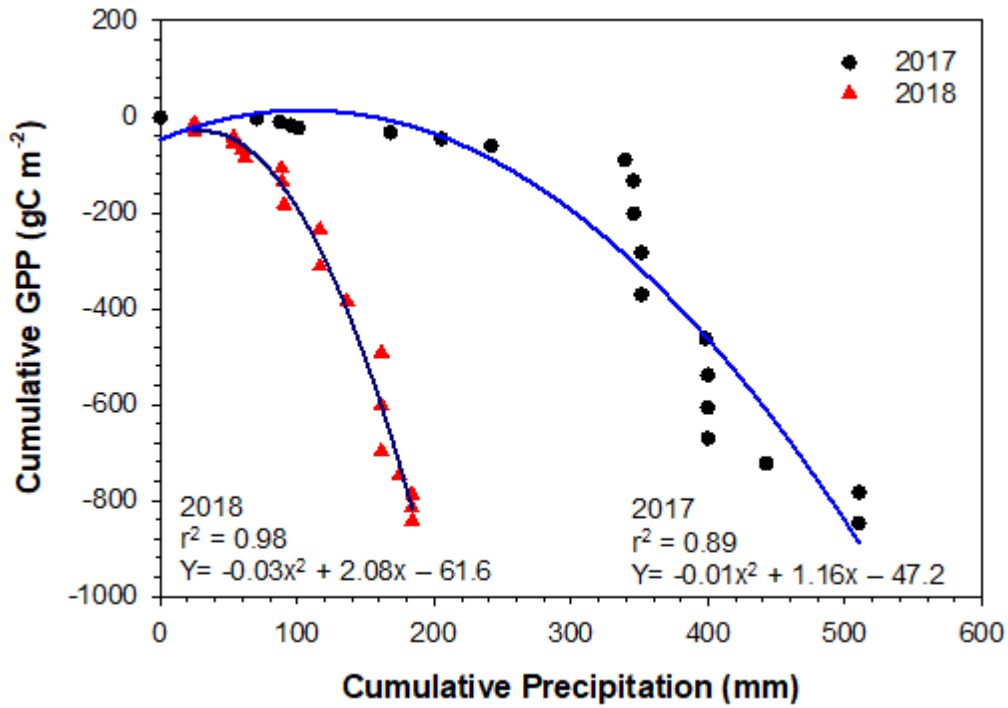 200
0
-200
-400
-600
-800
-1000
Cumulative GPP (gC m⁻²)
2017
2018
2018
r² = 0.98
Y= -0.03x² + 2.08x – 61.6
2017
r² = 0.89
Y= -0.01x² + 1.16x – 47.2
0 100 200 300 400 500 600
Cumulative Precipitation (mm)